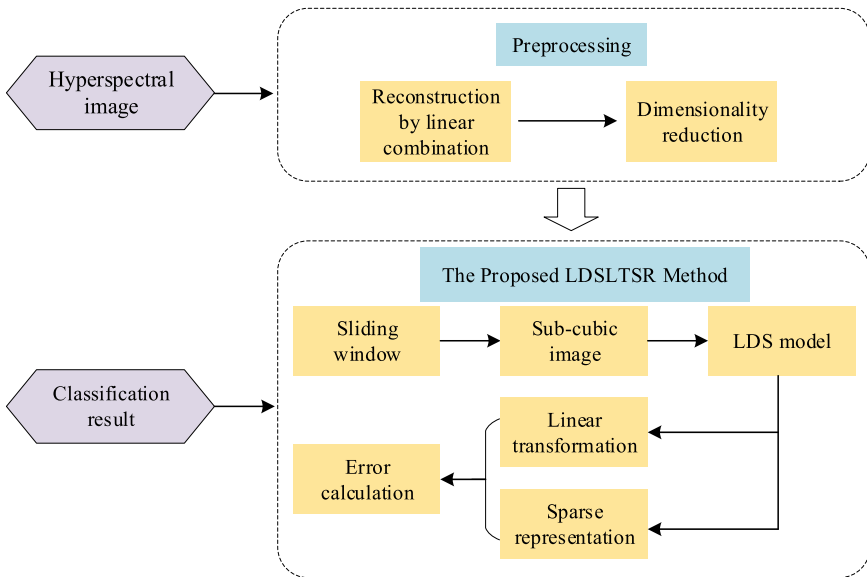 Hyperspectral
image
Preprocessing
Reconstruction
by linear
combination
Dimensionality
reduction
The Proposed LDSLTSR Method
Sliding
window
Sub-cubic
image
LDS model
Classification
result
Linear
transformation
Error
calculation
Sparse
representation